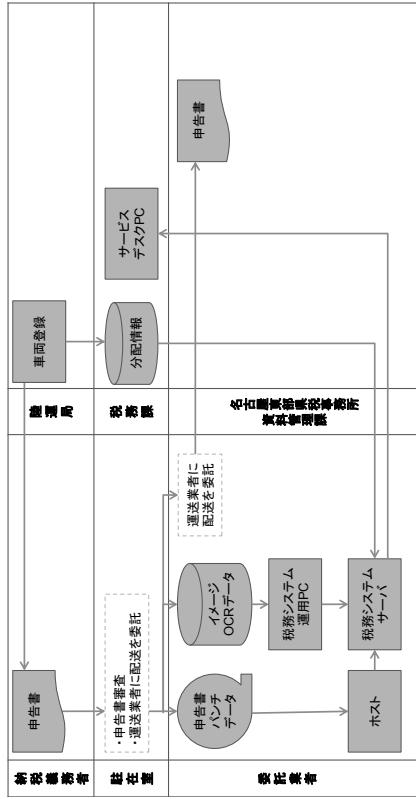 納税義務者
申告書
陸運局
車両登録
駐在室
・申告書審査
・運送業者に配送を委託
税務課
分配情報
サービス
デスクPC
委託業者
申告書
パンチ
データ
イメージ
OCRデータ
運送業者に
配送を委託
税務システム
運用PC
ホスト
税務システム
サーバ
名古屋東部県税事務所
資料管理課
申告書